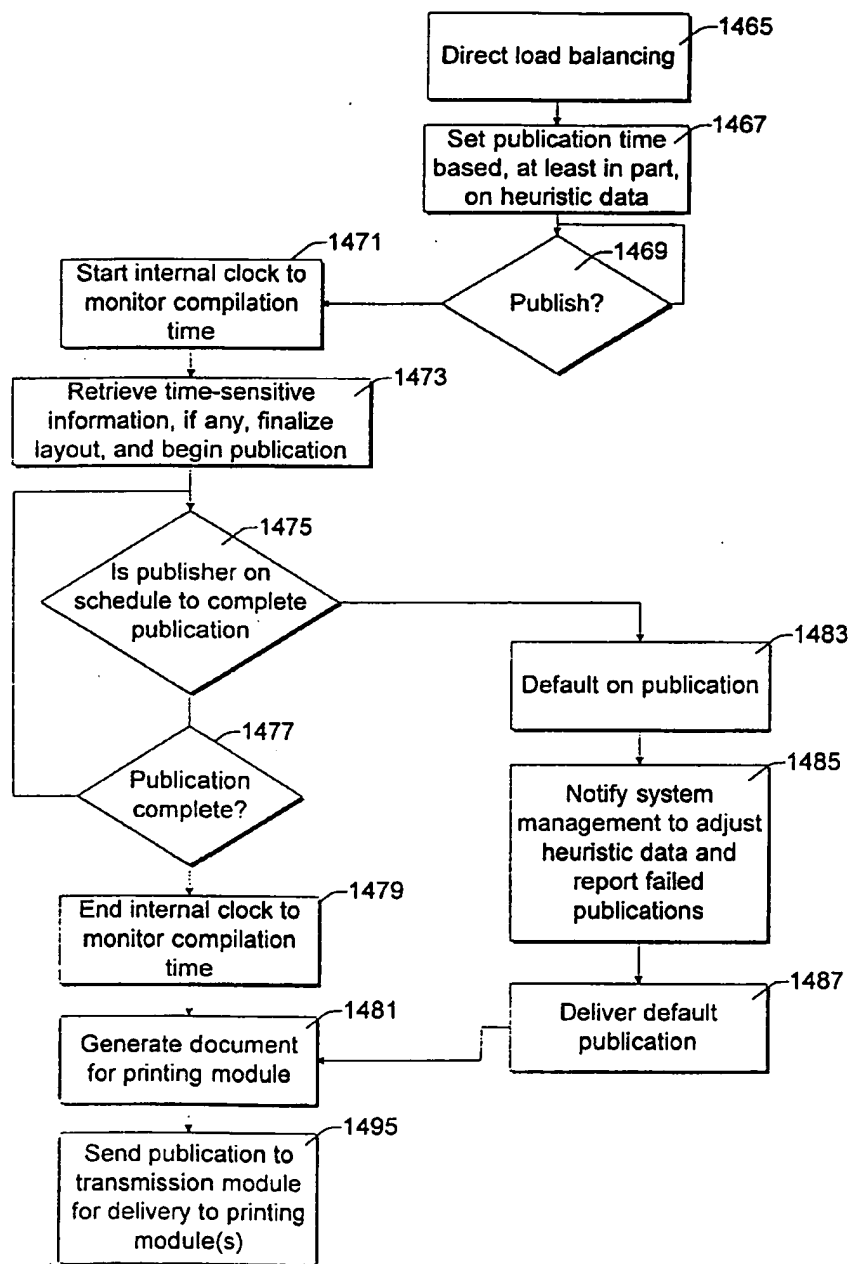 1465
Direct load balancing
1467
Set publication time
based, at least in part,
on heuristic data
1469
Publish?
1471
Start internal clock to
monitor compilation
time
1473
Retrieve time-sensitive
information, if any, finalize
layout, and begin publication
1475
Is publisher on
schedule to complete
publication
1477
Publication
complete?
1479
End internal clock to
monitor compilation
time
1481
Generate document
for printing module
1495
Send publication to
transmission module
for delivery to printing
module(s)
1483
Default on publication
1485
Notify system
management to adjust
heuristic data and
report failed
publications
1487
Deliver default
publication